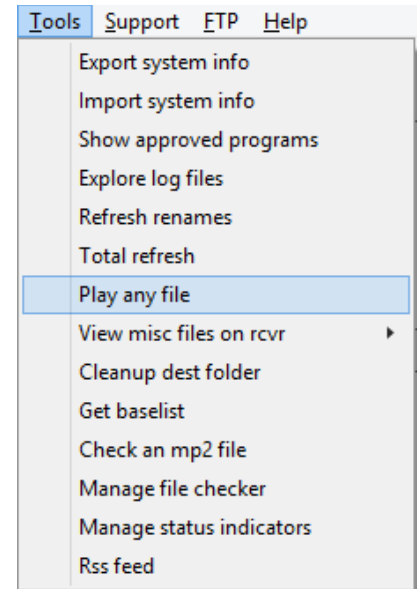 Tools Support FTP Help
Export system info
Import system info
Show approved programs
Explore log files
Refresh renames
Total refresh
Play any file
View misc files on rcvr
Cleanup dest folder
Get baselist
Check an mp2 file
Manage file checker
Manage status indicators
Rss feed